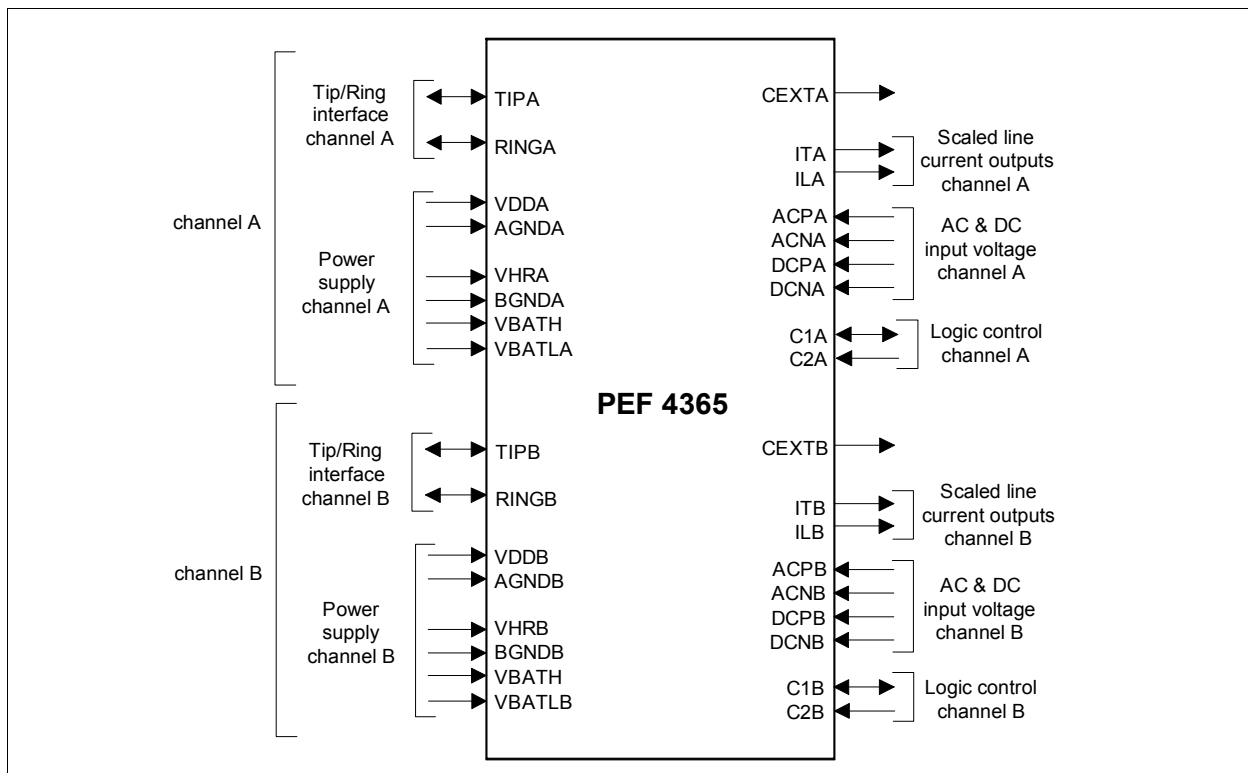 channel A
Tip/Ring
interface
channel A
TIPA
RINGA
Power
supply
channel A
VDDA
AGNDA
VHRA
BGNDA
VBATH
VBATLA
CEXTA
ITA
ILA
Scaled line
current outputs
channel A
ACPA
ACNA
DCPA
DCNA
AC & DC
input voltage
channel A
C1A
C2A
Logic control
channel A
PEF 4365
channel B
Tip/Ring
interface
channel B
TIPB
RINGB
Power
supply
channel B
VDDB
AGNDB
VHRB
BGNDB
VBATH
VBATLB
CEXTB
ITB
ILB
Scaled line
current outputs
channel B
ACPB
ACNB
DCPB
DCNB
AC & DC
input voltage
channel B
C1B
C2B
Logic control
channel B